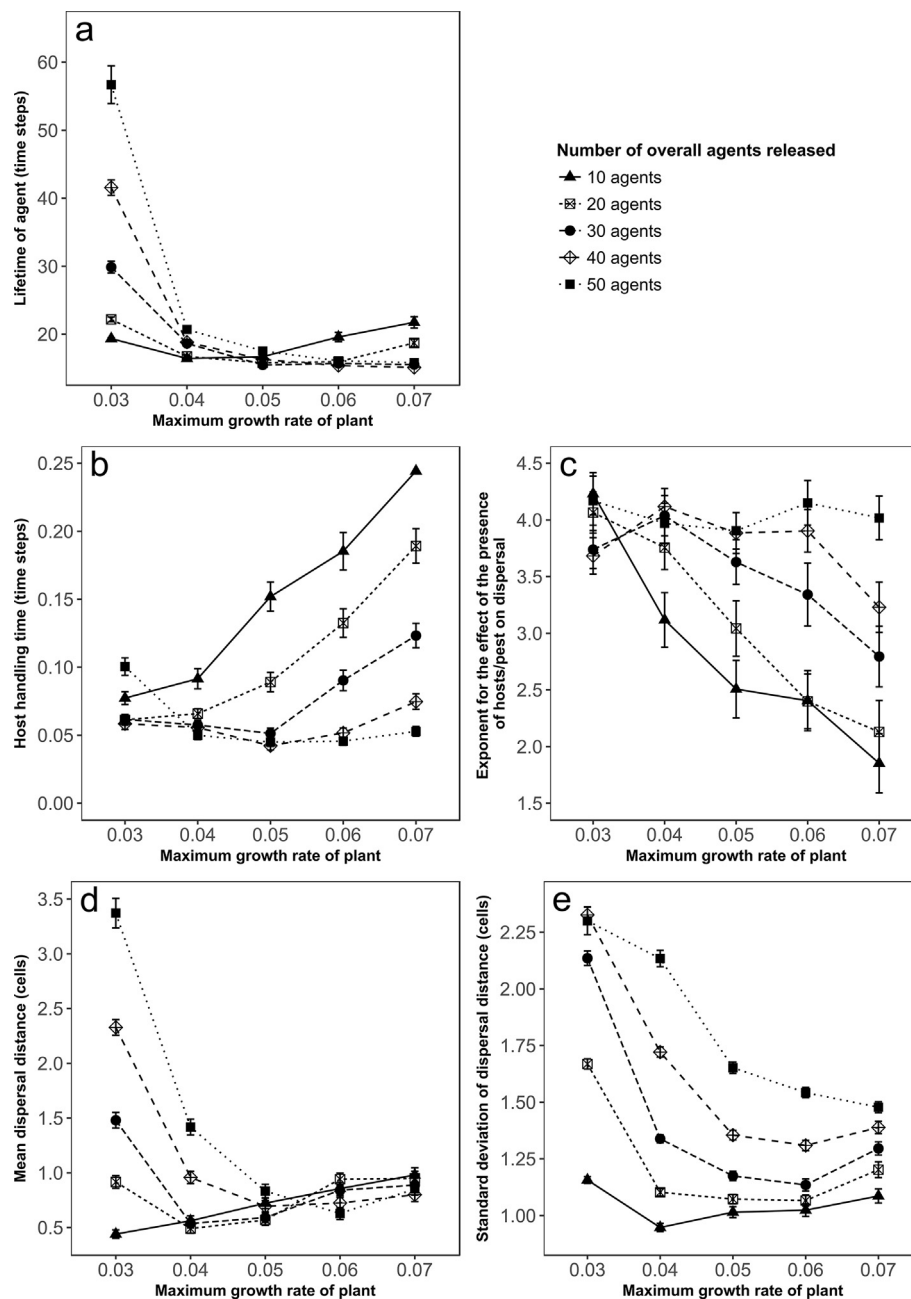 a
Lifetime of agent (time steps)
60
50
40
30
20
0.03 0.04 0.05 0.06 0.07
Maximum growth rate of plant
Number of overall agents released
10 agents
20 agents
30 agents
40 agents
50 agents
b
Host handling time (time steps)
0.25
0.20
0.15
0.10
0.05
0.00
0.03 0.04 0.05 0.06 0.07
Maximum growth rate of plant
c
Exponent for the effect of the presence
of hosts/pest on dispersal
4.5
4.0
3.5
3.0
2.5
2.0
1.5
0.03 0.04 0.05 0.06 0.07
Maximum growth rate of plant
d
Mean dispersal distance (cells)
3.5
3.0
2.5
2.0
1.5
1.0
0.5
0.03 0.04 0.05 0.06 0.07
Maximum growth rate of plant
e
Standard deviation of dispersal distance (cells)
2.25
2.00
1.75
1.50
1.25
1.00
0.03 0.04 0.05 0.06 0.07
Maximum growth rate of plant